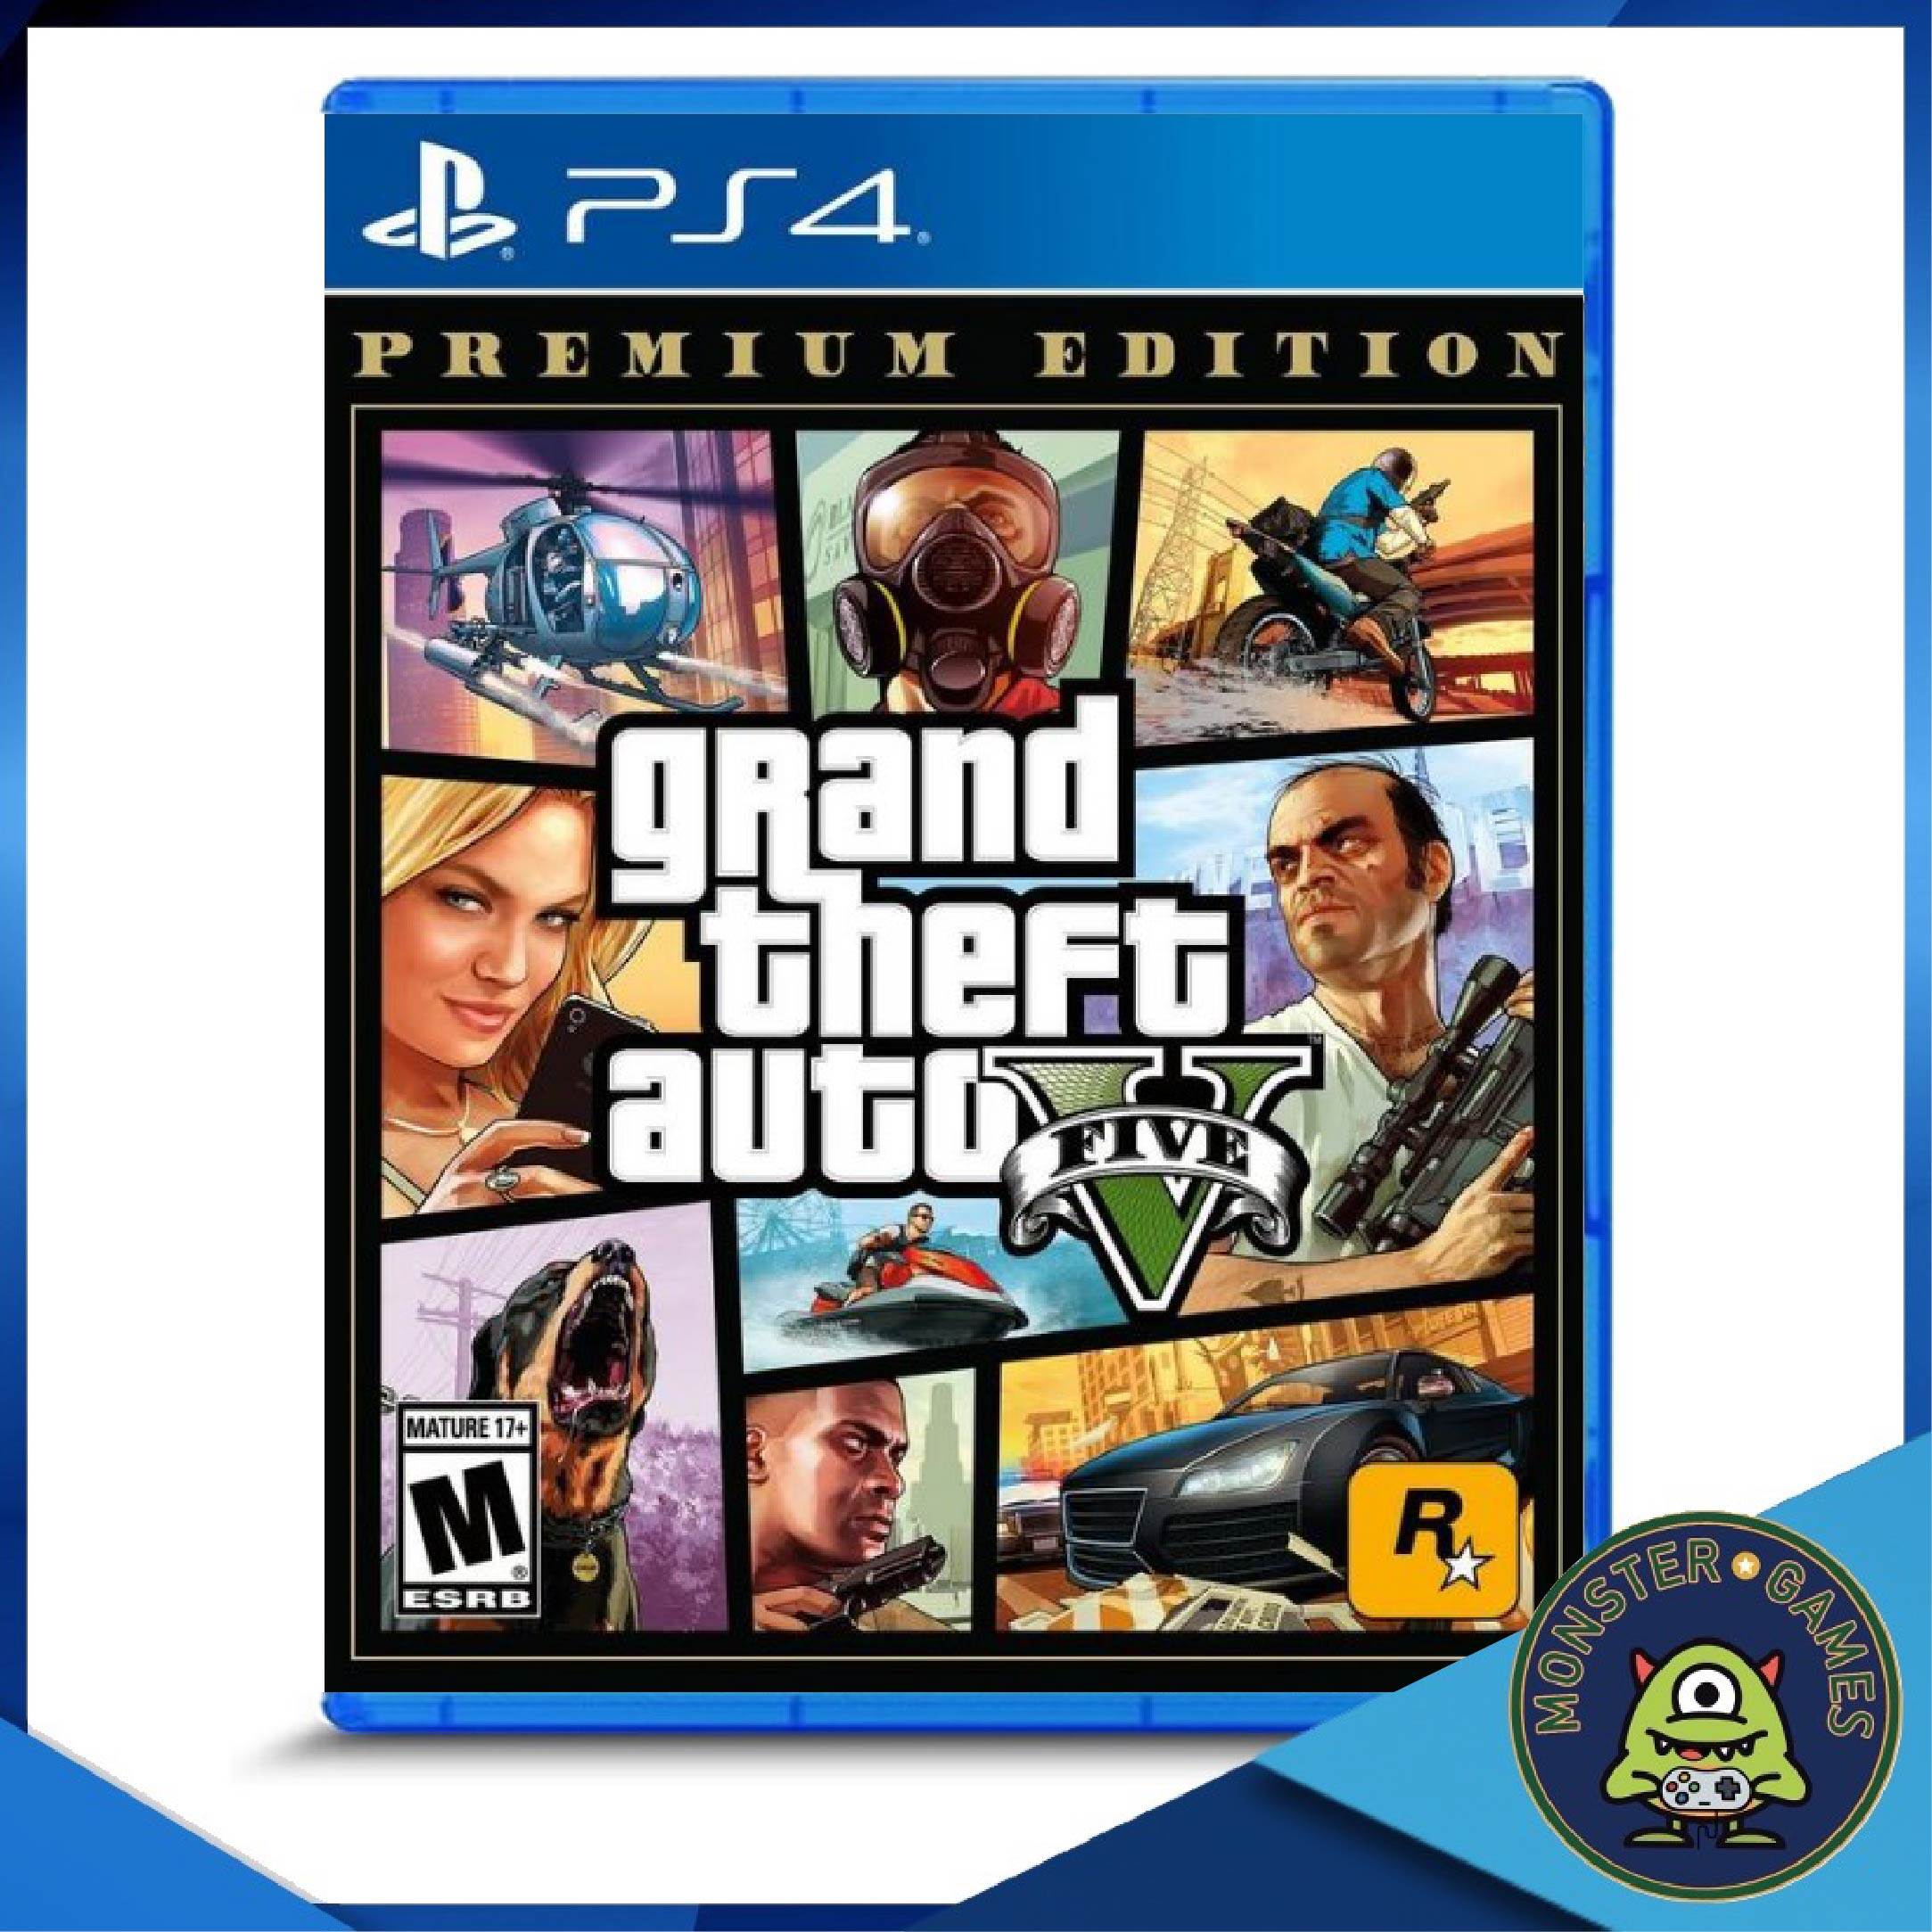 PS4
PREMIUM EDITION
grand
theft
auto V
FIVE
MATURE 17+
M
ESRB
R
MONSTER GAMES